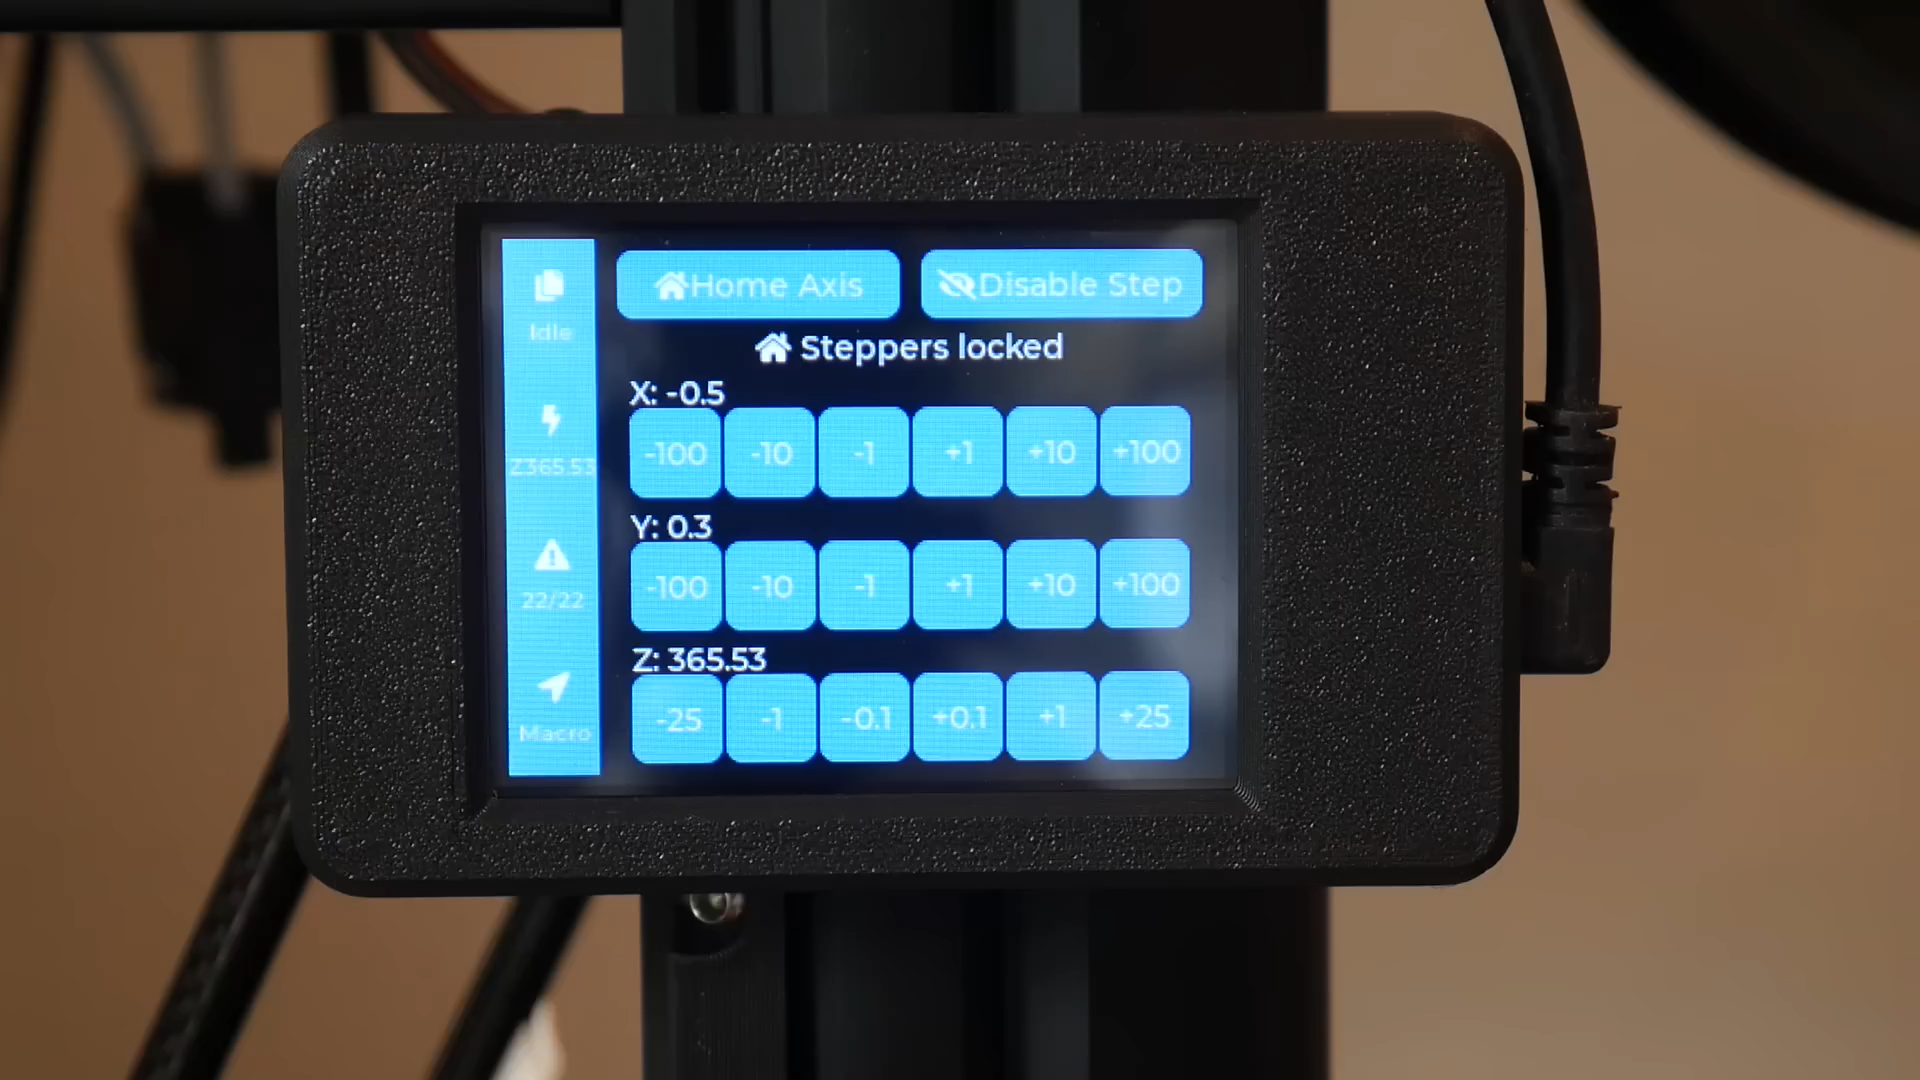 Home Axis
Disable Step
Idle
Steppers locked
X: -0.5
-100 -10 -1 +1 +10 +100
Z365.53
Y: 0.3
-100 -10 -1 +1 +10 +100
22/22
Z: 365.53
-25 -1 -0.1 +0.1 +1 +25
Macro